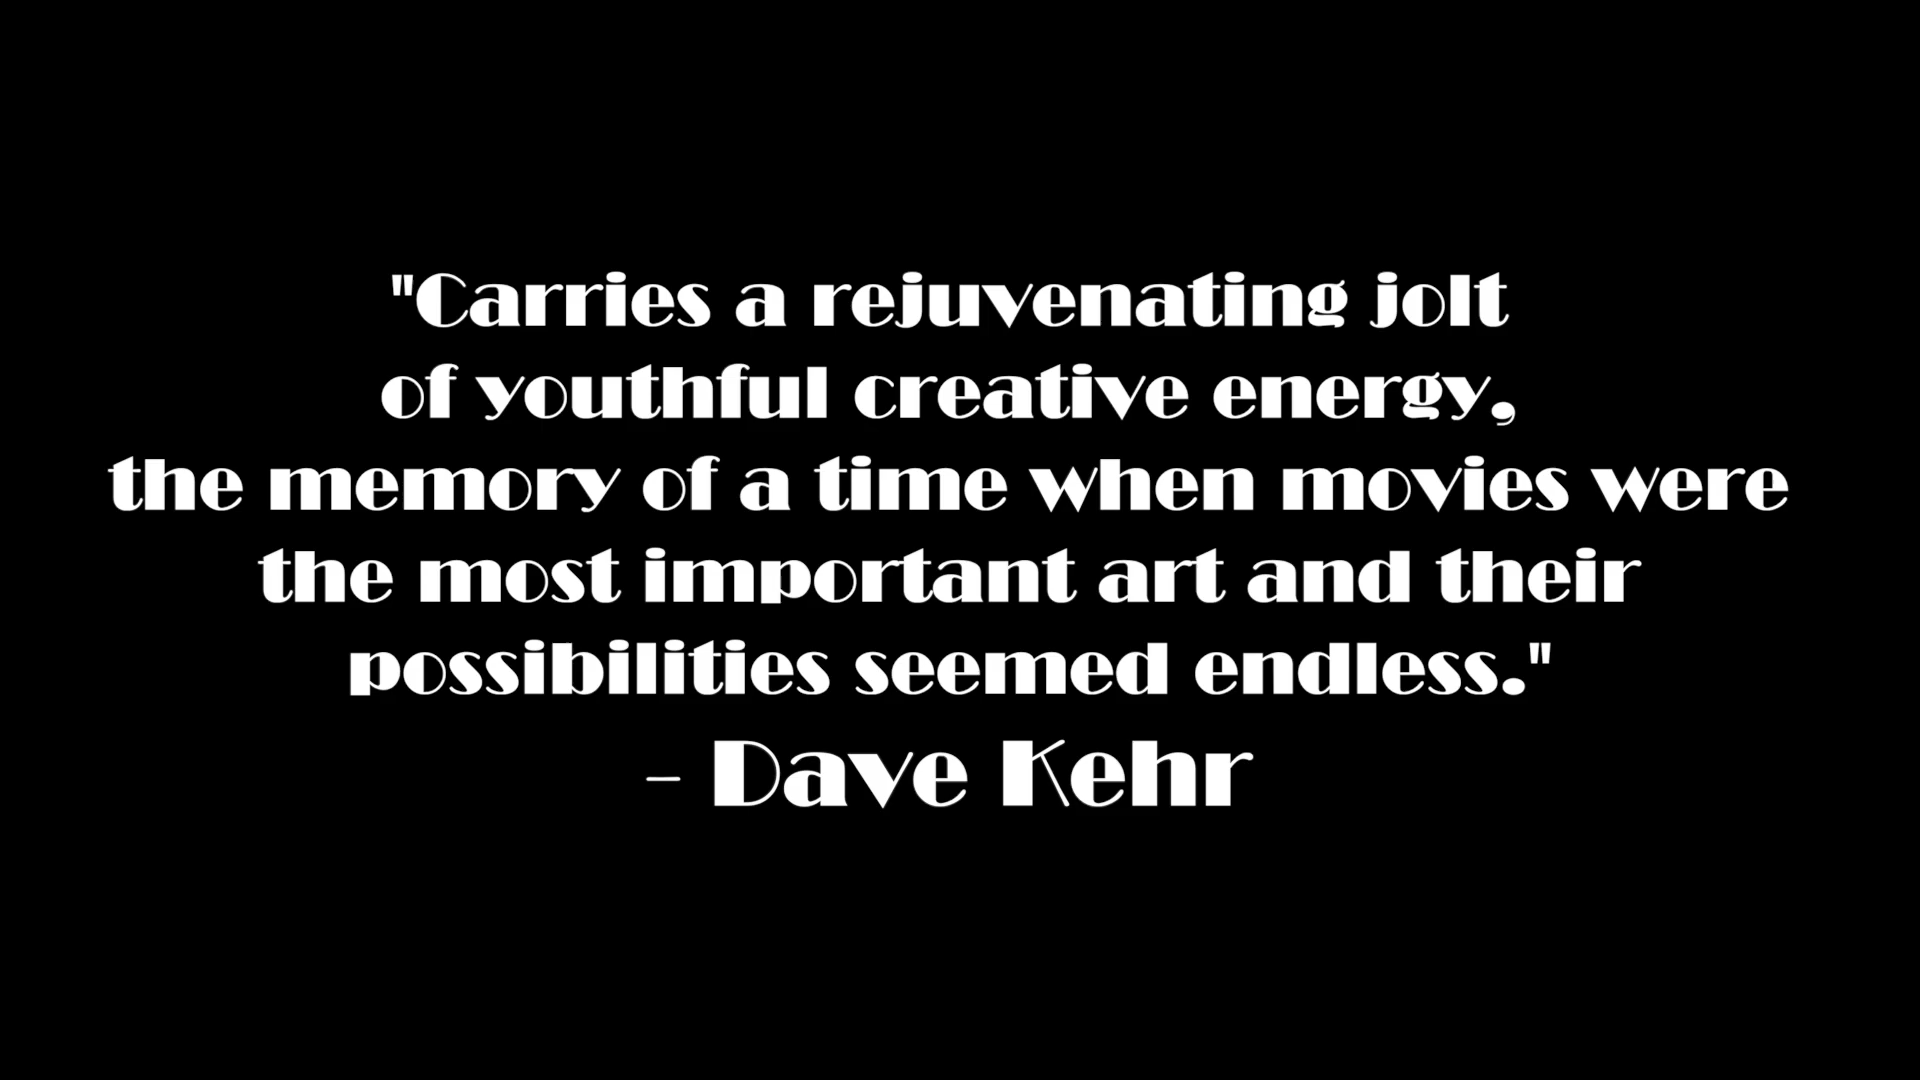 "Carries a rejuvenating jolt
of youthful creative energy,
the memory of a time when movies were
the most important art and their
possibilities seemed endless."
- Dave Kehr